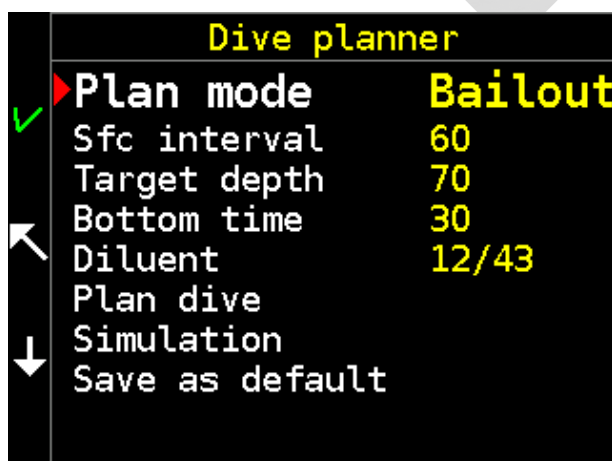 Dive planner
Plan mode Bailout
Sfc interval 60
Target depth 70
Bottom time 30
Diluent 12/43
Plan dive
Simulation
Save as default